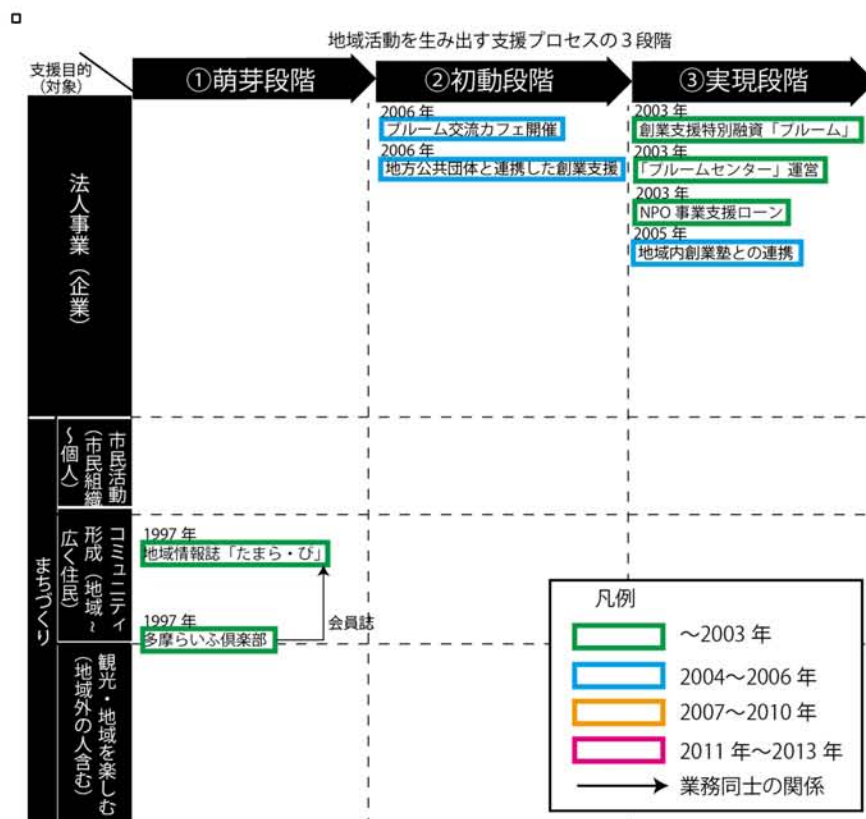 地域活動を生み出す支援プロセスの3段階
支援目的
(対象)
①萌芽段階
②初動段階
③実現段階
法人事業(企業)
2006 年
ブルーム交流カフェ開催
2006 年
地方公共団体と連携した創業支援
2003 年
創業支援特別融資「ブルーム」
2003 年
「ブルームセンター」運営
2003 年
NPO 事業支援ローン
2005 年
地域内創業塾との連携
まちづくり
市民活動
(市民組織
~個人)
コミュニティ
形成(地域~
広く住民)
1997 年
地域情報誌「たまら・び」
1997 年
多摩らいふ倶楽部
会員誌
観光・地域を楽しむ
(地域外の人含む)
凡例
~2003 年
2004~2006 年
2007~2010 年
2011 年~2013 年
業務同士の関係